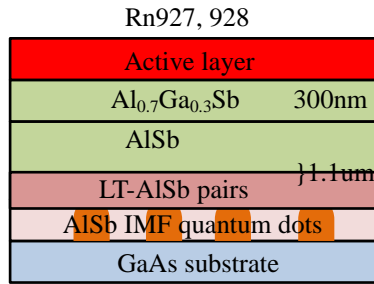 Rn927, 928
Active layer
Al₀.₇Ga₀.₃Sb 300nm
AlSb
}1.1um
LT-AlSb pairs
AlSb IMF quantum dots
GaAs substrate